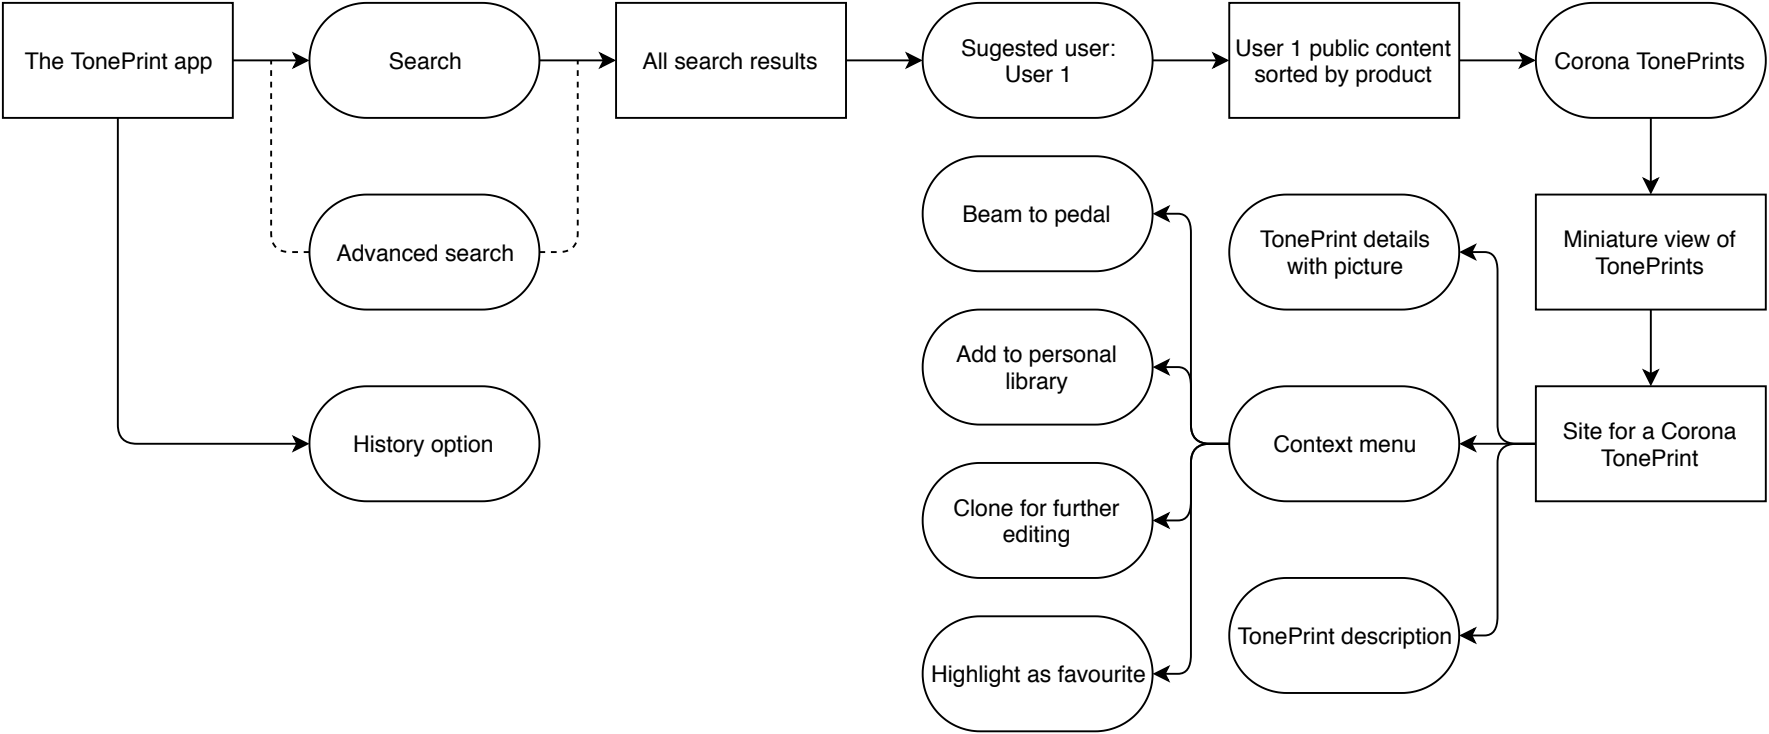 The TonePrint app
Search
All search results
Sugested user:
User 1
User 1 public content
sorted by product
Corona TonePrints
Beam to pedal
Advanced search
TonePrint details
with picture
Miniature view of
TonePrints
Add to personal
library
History option
Context menu
Site for a Corona
TonePrint
Clone for further
editing
TonePrint description
Highlight as favourite